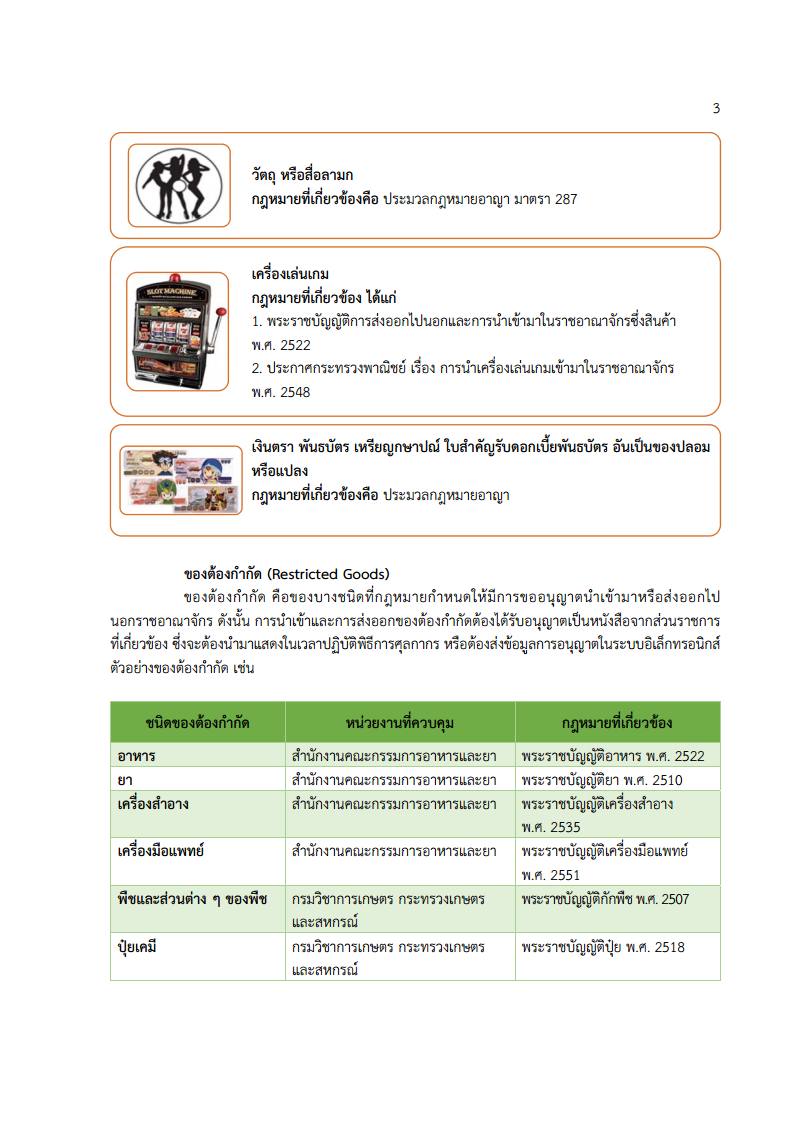 3
วัตถุ หรือสื่อลามก
กฎหมายที่เกี่ยวข้องคือ ประมวลกฎหมายอาญา มาตรา 287
SLOT MACHINE
เครื่องเล่นเกม
กฎหมายที่เกี่ยวข้อง ได้แก่
1. พระราชบัญญัติการส่งออกไปนอกและการนำเข้ามาในราชอาณาจักรซึ่งสินค้า
พ.ศ. 2522
2. ประกาศกระทรวงพาณิชย์ เรื่อง การนำเครื่องเล่นเกมเข้ามาในราชอาณาจักร
พ.ศ. 2548
เงินตรา พันธบัตร เหรียญกษาปณ์ ใบสำคัญรับดอกเบี้ยพันธบัตร อันเป็นของปลอม
หรือแปลง
กฎหมายที่เกี่ยวข้องคือ ประมวลกฎหมายอาญา
ของต้องกำกัด (Restricted Goods)
ของต้องกำกัด คือของบางชนิดที่กฎหมายกำหนดให้มีการขออนุญาตนำเข้ามาหรือส่งออกไป
นอกราชอาณาจักร ดังนั้น การนำเข้าและการส่งออกของต้องกำกัดต้องได้รับอนุญาตเป็นหนังสือจากส่วนราชการ
ที่เกี่ยวข้อง ซึ่งจะต้องนำมาแสดงในเวลาปฏิบัติพิธีการศุลกากร หรือต้องส่งข้อมูลการอนุญาตในระบบอิเล็กทรอนิกส์
ตัวอย่างของต้องกำกัด เช่น
ชนิดของต้องกำกัด หน่วยงานที่ควบคุม กฎหมายที่เกี่ยวข้อง
อาหาร สำนักงานคณะกรรมการอาหารและยา พระราชบัญญัติอาหาร พ.ศ. 2522
ยา สำนักงานคณะกรรมการอาหารและยา พระราชบัญญัติยา พ.ศ. 2510
เครื่องสำอาง สำนักงานคณะกรรมการอาหารและยา พระราชบัญญัติเครื่องสำอาง
พ.ศ. 2535
เครื่องมือแพทย์ สำนักงานคณะกรรมการอาหารและยา พระราชบัญญัติเครื่องมือแพทย์
พ.ศ. 2551
พืชและส่วนต่าง ๆ ของพืช กรมวิชาการเกษตร กระทรวงเกษตร พระราชบัญญัติกักพืช พ.ศ. 2507
และสหกรณ์
ปุ๋ยเคมี กรมวิชาการเกษตร กระทรวงเกษตร พระราชบัญญัติปุ๋ย พ.ศ. 2518
และสหกรณ์